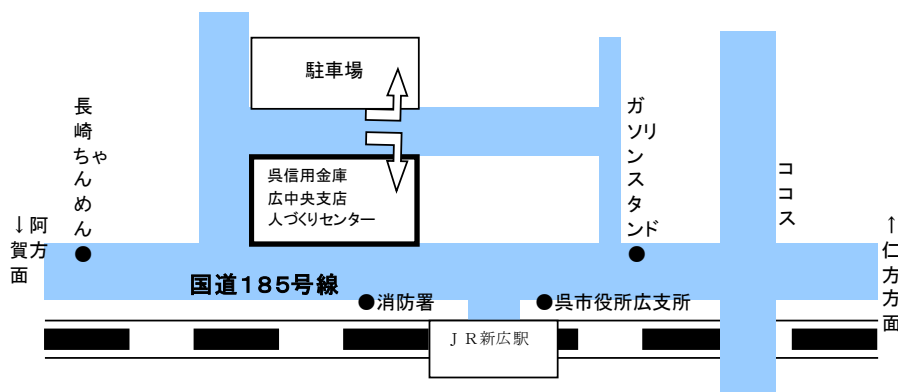 駐車場
長崎ちゃんめん
ガソリンスタンド
ココス
呉信用金庫
広中央支店
人づくりセンター
↓阿賀方面
↑仁方方面
国道185号線
●消防署
●呉市役所広支所
JR新広駅